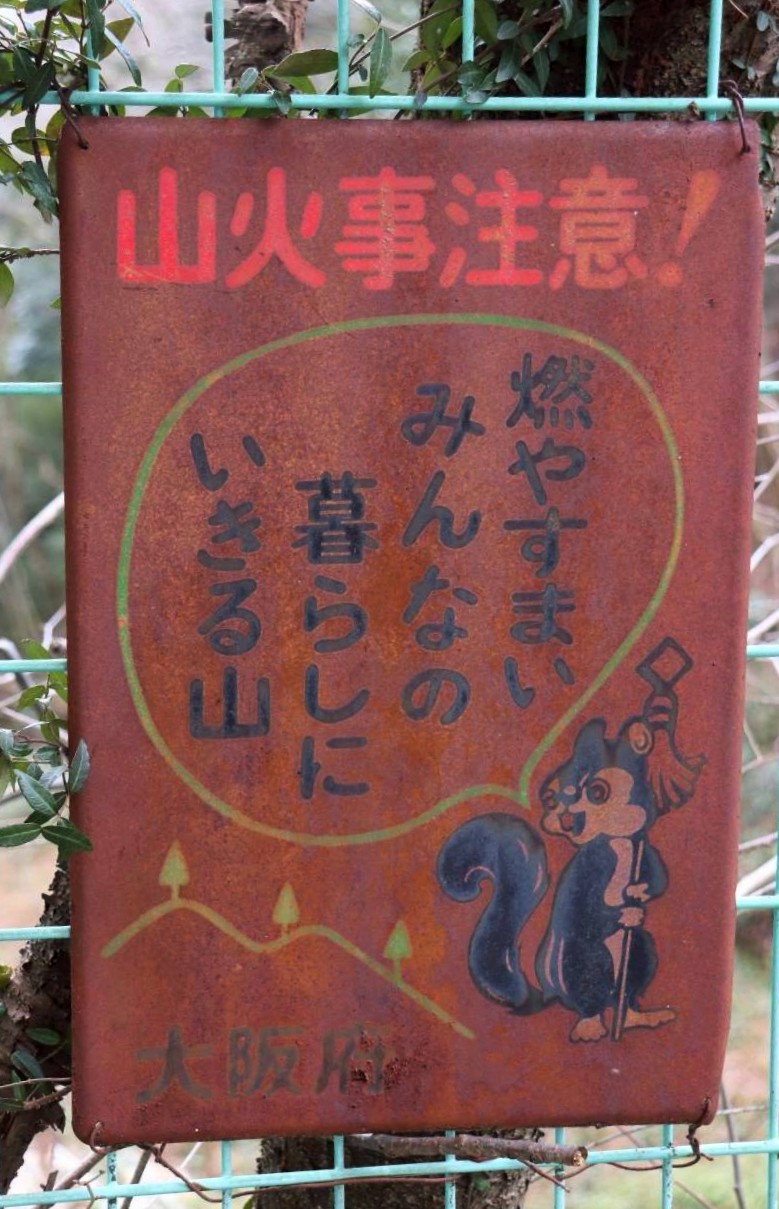 山火事注意!
燃やすまい
みんなの
暮らしに
いきる山
大阪府